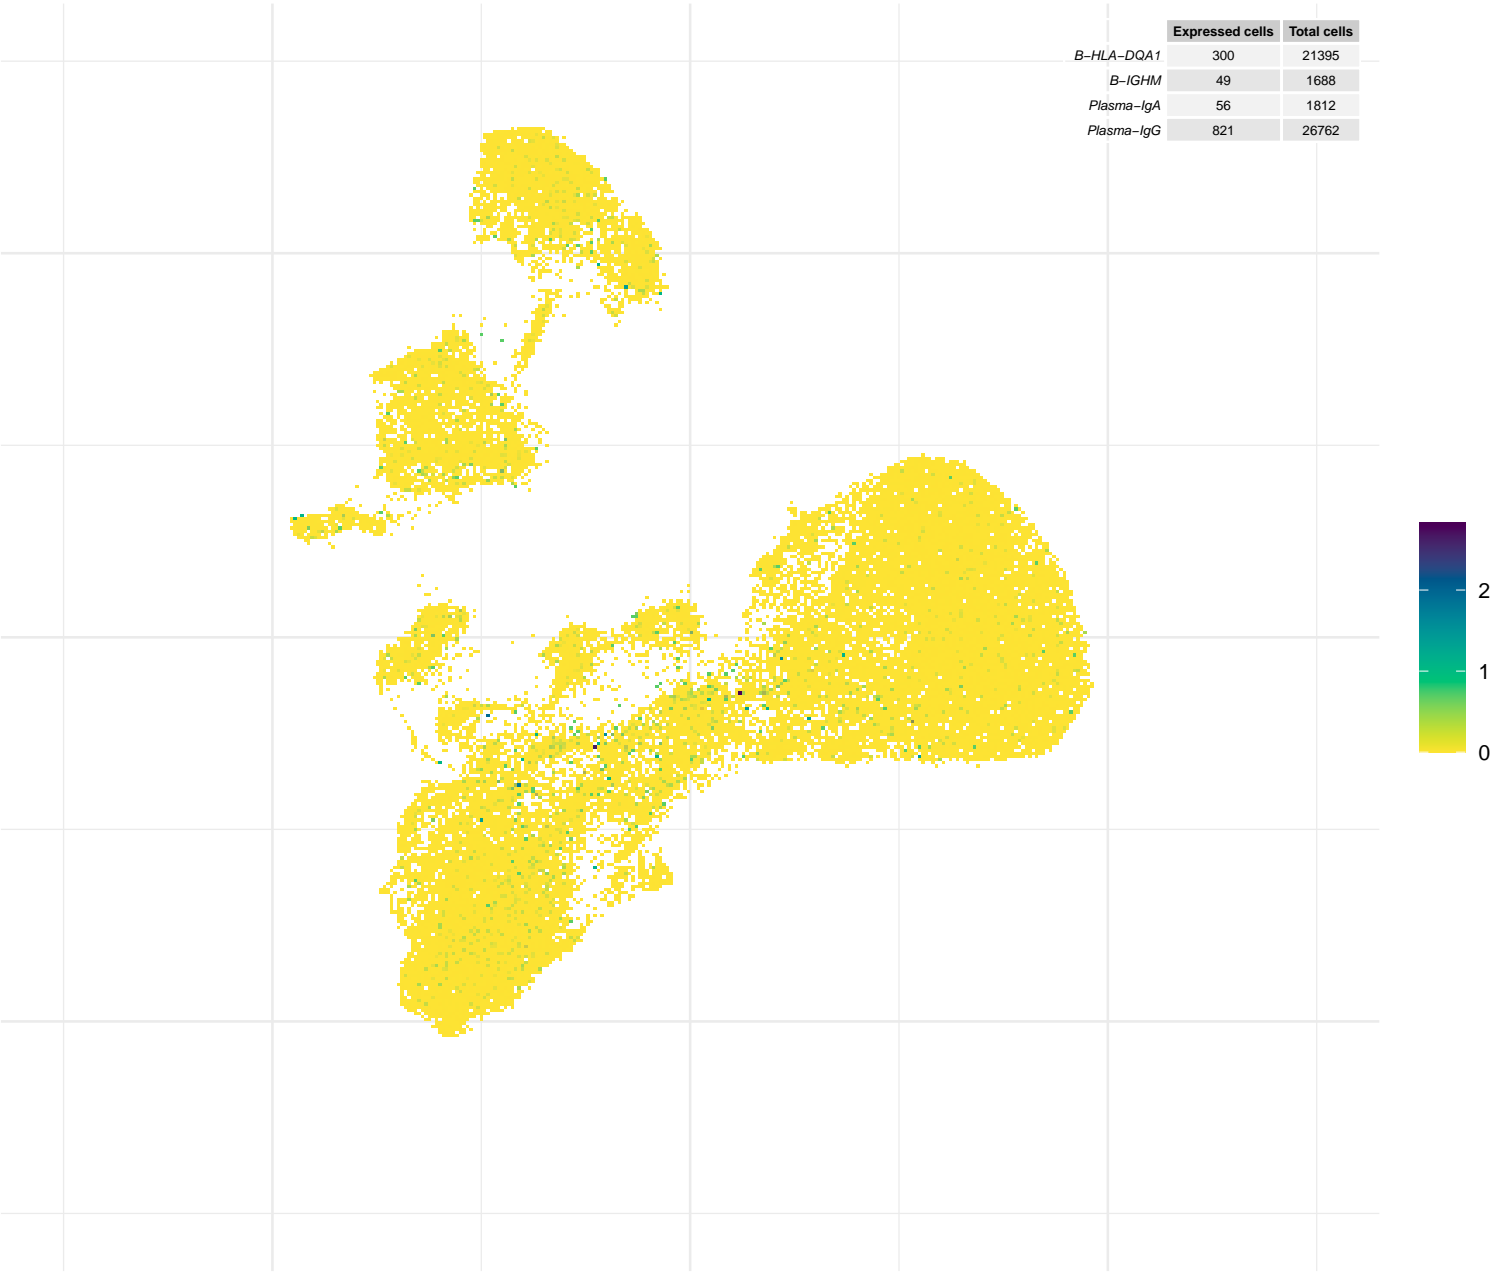 Expressed cells Total cells
B−HLA−DQA1 300 21395
B−IGHM 49 1688
Plasma−IgA 56 1812
Plasma−IgG 821 26762
2
1
0